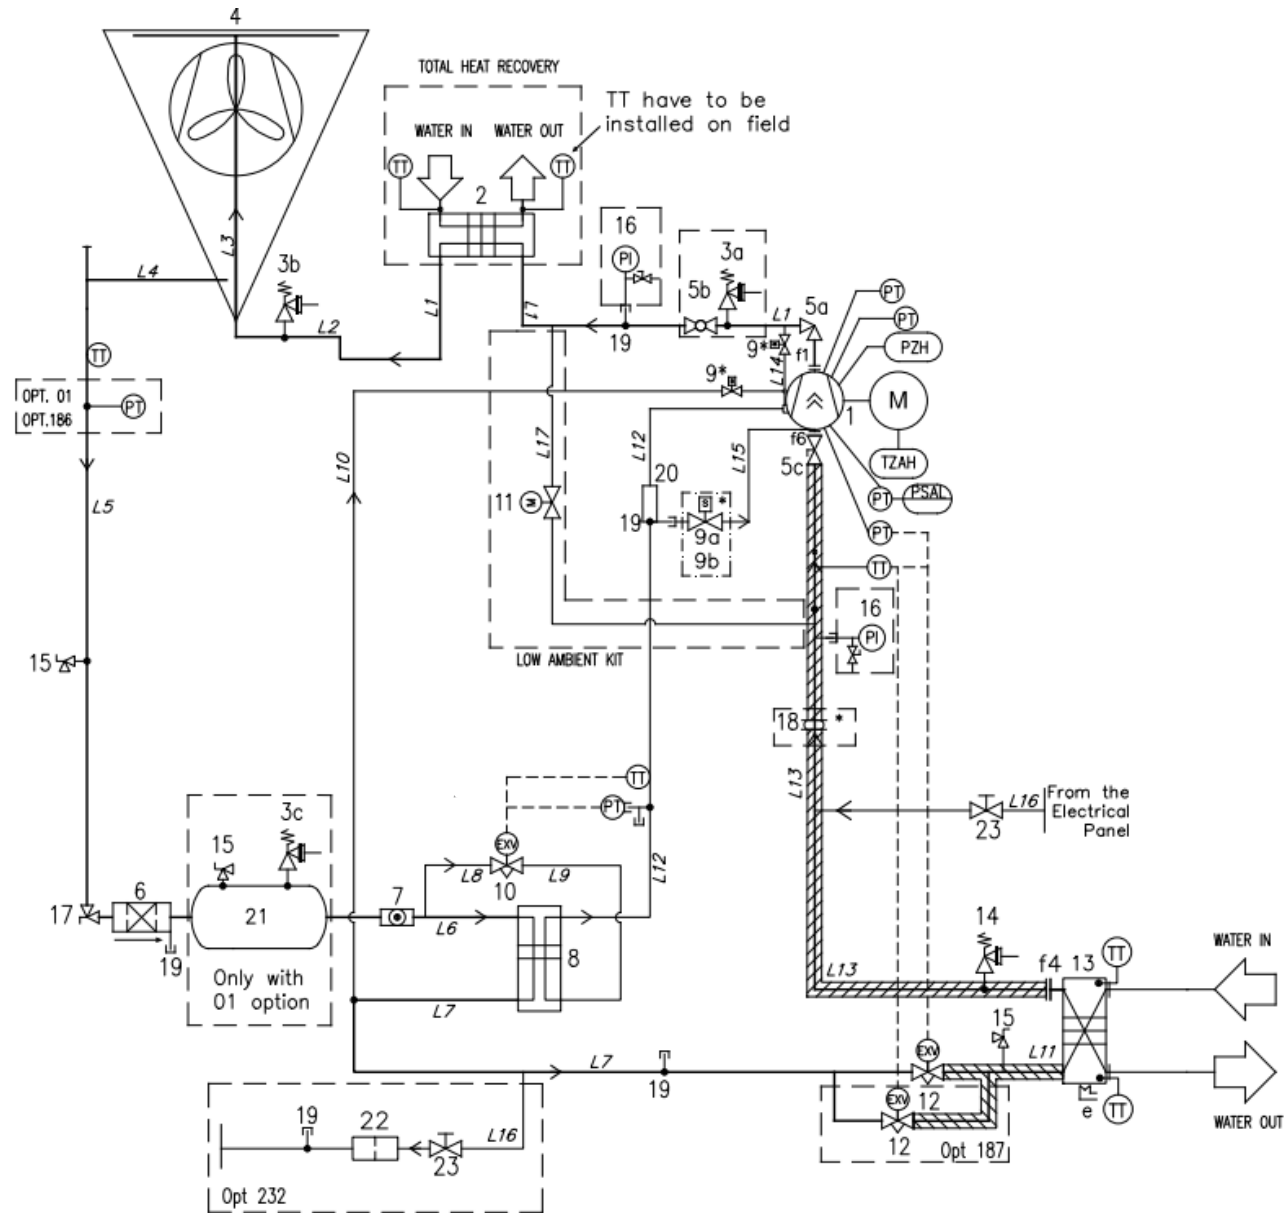 4
TOTAL HEAT RECOVERY
TT have to be
installed on field
WATER IN
WATER OUT
TT
TT
2
L3
L4
3b
L2
L1
L1
16
PI
19
5b
3a
L1
5a
PT
PT
PZH
9*
f1
L14
9*
M
1
TT
OPT. 01
OPT.186
PT
L5
L10
L17
L12
L15
f6
5c
TZAH
PT
PSAL
PT
11
M
20
19
S
*
9a
9b
TT
16
PI
LOW AMBIENT KIT
15
18
*
L13
L16
23
From the
Electrical
Panel
TT
PT
EXV
3c
15
L8
10
L9
L12
17
6
21
7
L6
8
19
Only with
01 option
L7
14
L13
f4
13
TT
WATER IN
15
L11
EXV
L7
19
12
e
TT
WATER OUT
EXV
12
Opt 187
19
22
23
L16
Opt 232